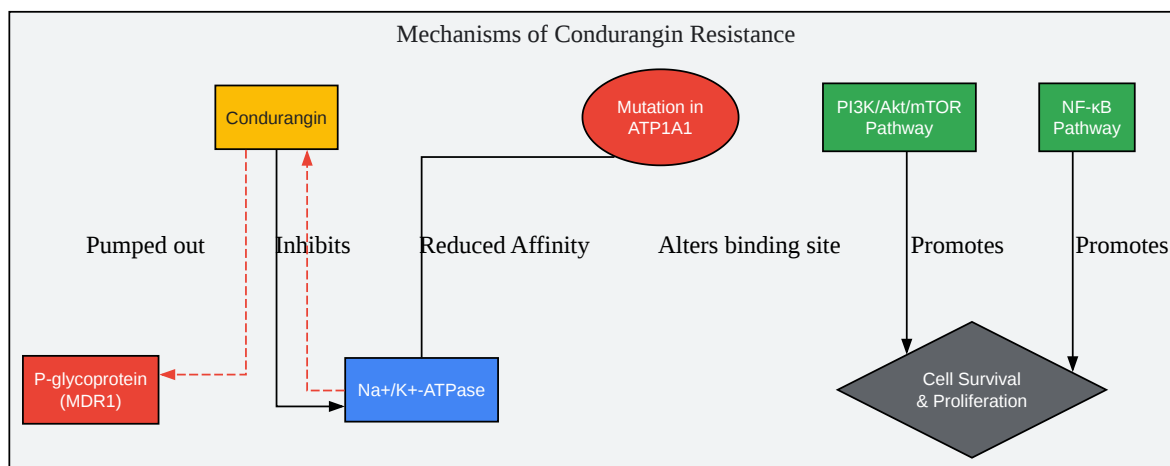 Mechanisms of Condurangin Resistance
Condurangin
Mutation in
ATP1A1
PI3K/Akt/mTOR
Pathway
NF-κB
Pathway
Pumped out
Inhibits
Reduced Affinity
Alters binding site
Promotes
Promotes
P-glycoprotein
(MDR1)
Na+/K+-ATPase
Cell Survival
& Proliferation